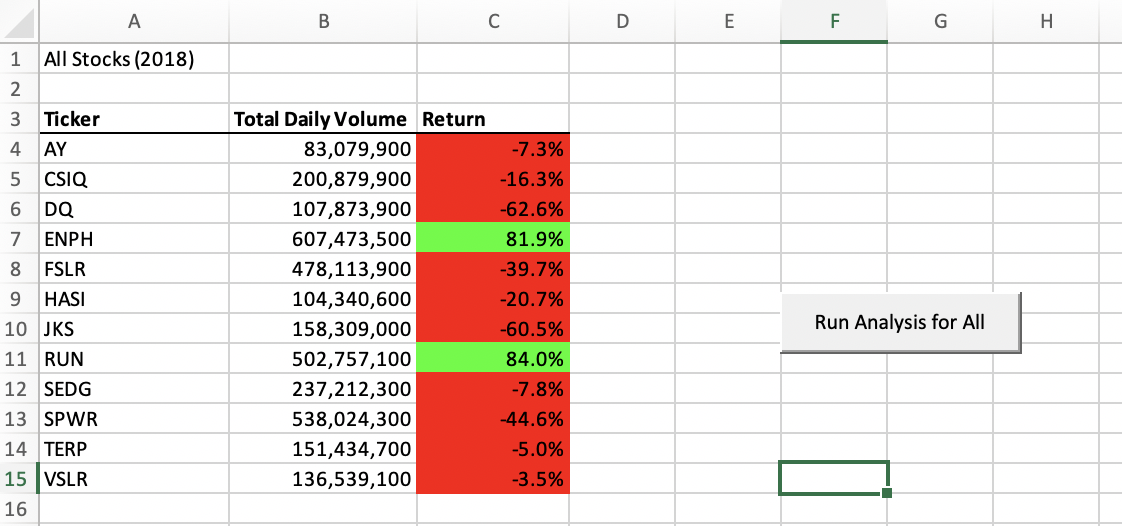 A B C D E F G H
1 All Stocks (2018)
2
3 Ticker Total Daily Volume Return
4 AY 83,079,900 -7.3%
5 CSIQ 200,879,900 -16.3%
6 DQ 107,873,900 -62.6%
7 ENPH 607,473,500 81.9%
8 FSLR 478,113,900 -39.7%
9 HASI 104,340,600 -20.7%
10 JKS 158,309,000 -60.5%
Run Analysis for All
11 RUN 502,757,100 84.0%
12 SEDG 237,212,300 -7.8%
13 SPWR 538,024,300 -44.6%
14 TERP 151,434,700 -5.0%
15 VSLR 136,539,100 -3.5%
16